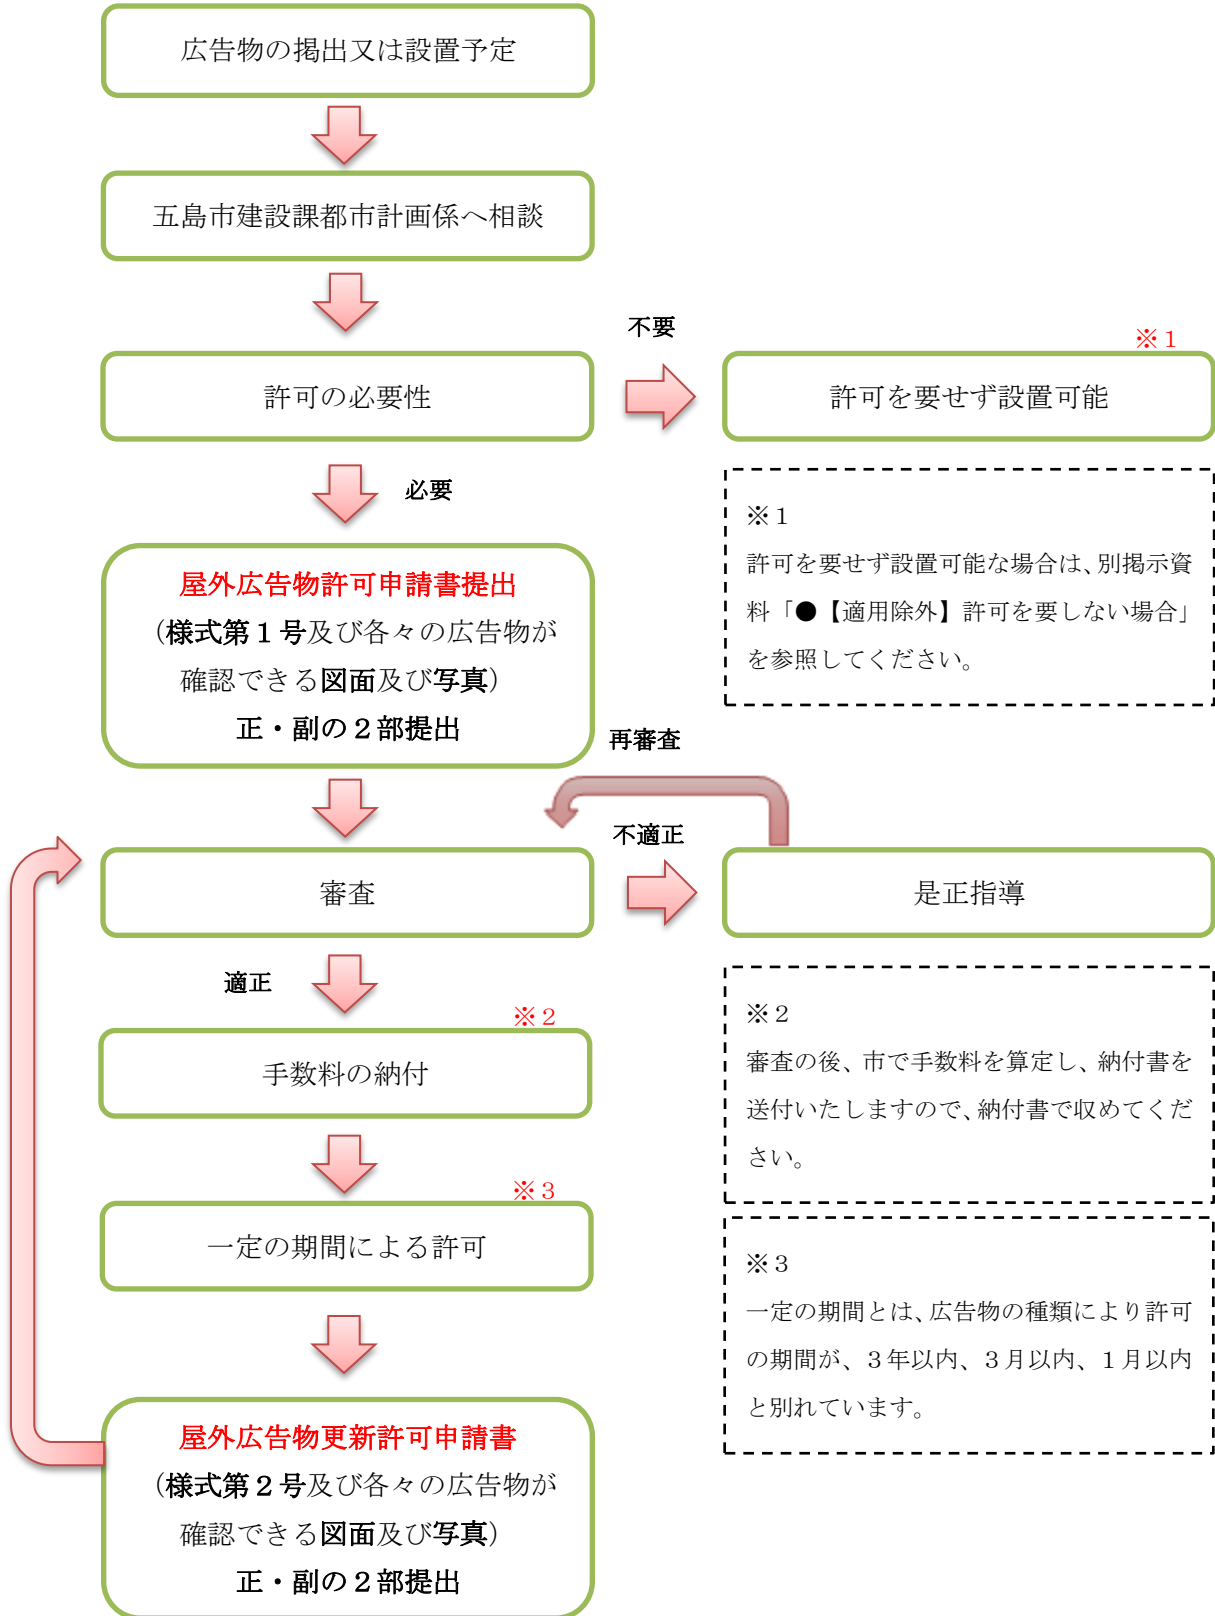 広告物の掲出又は設置予定
五島市建設課都市計画係へ相談
不要
※１
許可の必要性
許可を要せず設置可能
必要
※１
許可を要せず設置可能な場合は、別掲示資
料「●【適用除外】許可を要しない場合」
を参照してください。
屋外広告物許可申請書提出
（様式第１号及び各々の広告物が
確認できる図面及び写真）
正・副の２部提出
再審査
不適正
審査
是正指導
適正
※２
手数料の納付
※２
審査の後、市で手数料を算定し、納付書を
送付いたしますので、納付書で収めてくだ
さい。
※３
一定の期間による許可
※３
一定の期間とは、広告物の種類により許可
の期間が、３年以内、３月以内、１月以内
と別れています。
屋外広告物更新許可申請書
（様式第２号及び各々の広告物が
確認できる図面及び写真）
正・副の２部提出